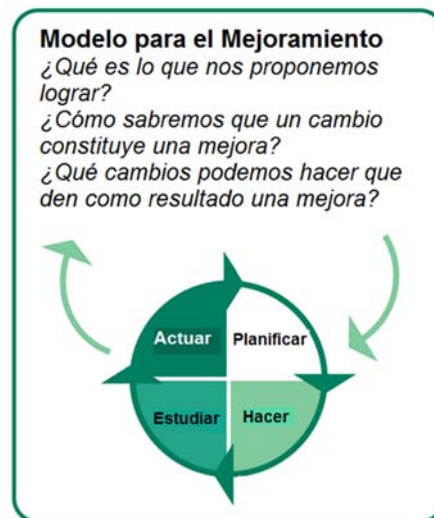 Modelo para el Mejoramiento
¿Qué es lo que nos proponemos
lograr?
¿Cómo sabremos que un cambio
constituye una mejora?
¿Qué cambios podemos hacer que
den como resultado una mejora?
Actuar Planificar
Estudiar Hacer